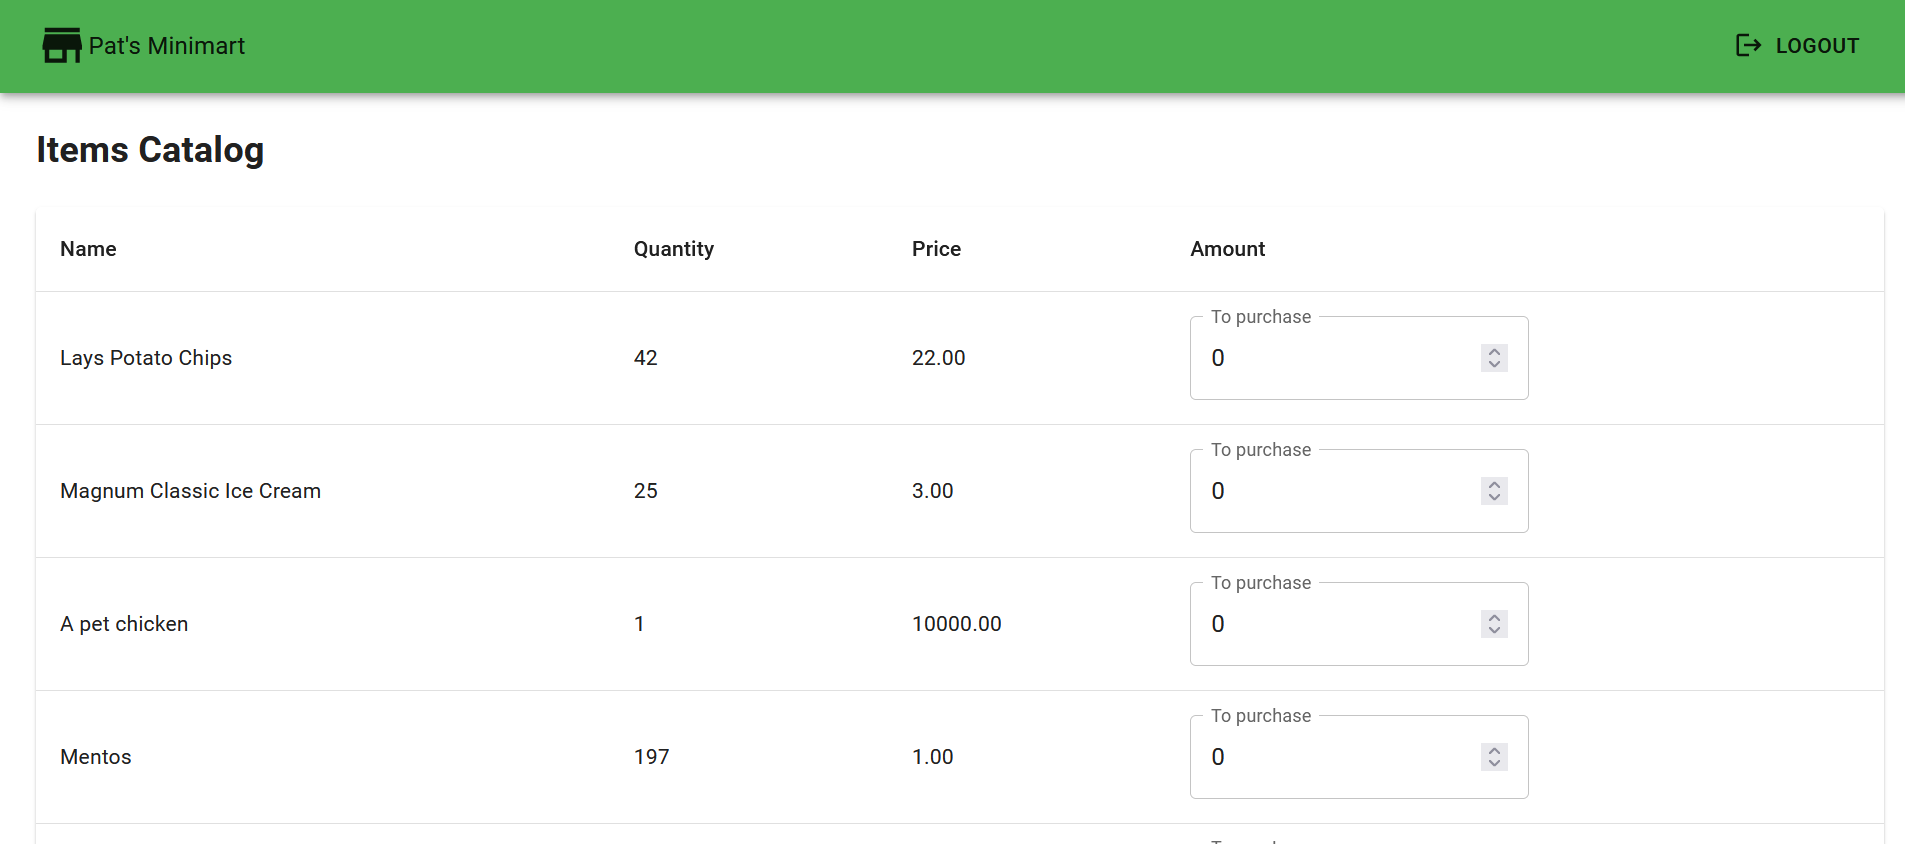 Pat's Minimart
LOGOUT
Items Catalog
Name Quantity Price Amount
To purchase
Lays Potato Chips 42 22.00 0
To purchase
Magnum Classic Ice Cream 25 3.00 0
To purchase
A pet chicken 1 10000.00 0
To purchase
Mentos 197 1.00 0